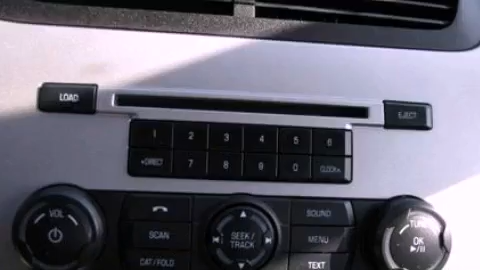 LOAD
EJECT
1 2 3 4 5 6
DIRECT 7 8 9 0 CLOCK
VOL SEEK/ SOUND TUNE
SCAN TRACK MENU OK
CAT/FOLD TEXT